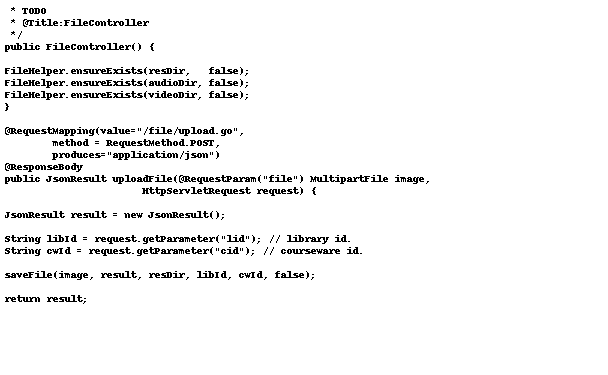 * TODO
* @Title:FileController
*/
public FileController() {
FileHelper.ensureExists(resDir,   false);
FileHelper.ensureExists(audioDir, false);
FileHelper.ensureExists(videoDir, false);
}
@RequestMapping(value="/file/upload.go",
method = RequestMethod.POST,
produces="application/json")
@ResponseBody
public JsonResult uploadFile(@RequestParam("file") MultipartFile image,
HttpServletRequest request) {
JsonResult result = new JsonResult();
String libId = request.getParameter("lid"); // library id.
String cwId = request.getParameter("cid"); // courseware id.
saveFile(image, result, resDir, libId, cwId, false);
return result;